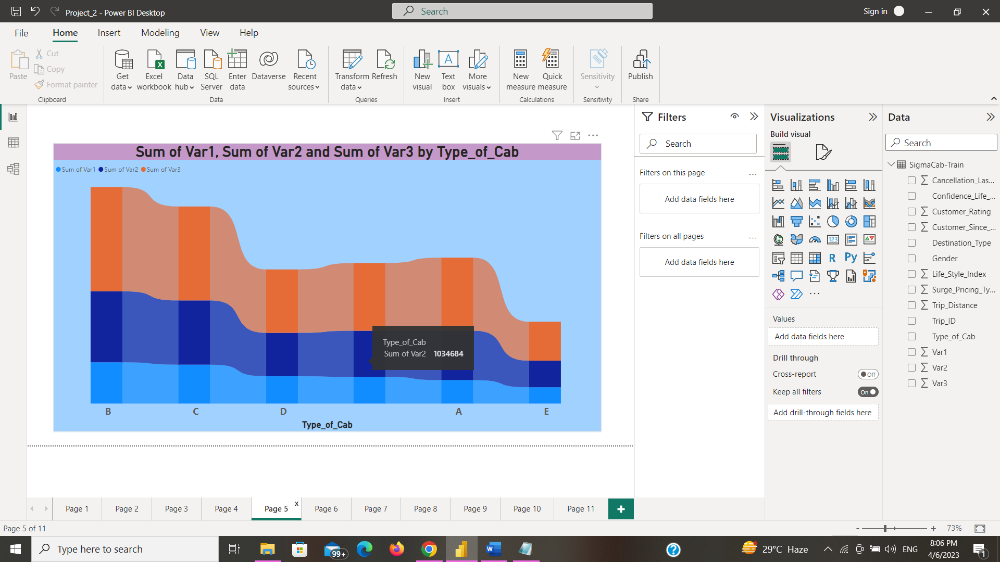 Project_2 - Power BI Desktop
Search
Sign in
File Home Insert Modeling View Help
Paste
Cut
Copy
Format painter
Clipboard
Get data
Excel workbook
Data hub
SQL Server
Enter data
Dataverse
Recent sources
Data
Transform data
Refresh
Queries
New visual
Text box
More visuals
Insert
New measure
Quick measure
Calculations
Sensitivity
Sensitivity
Publish
Share
Sum of Var1, Sum of Var2 and Sum of Var3 by Type_of_Cab
Sum of Var1 Sum of Var2 Sum of Var3
Type_of_Cab
Sum of Var2 1034684
B C D A E
Type_of_Cab
Filters
Search
Filters on this page
...
Add data fields here
Filters on all pages
...
Add data fields here
Visualizations
Build visual
123
R
Py
...
Values
Add data fields here
Drill through
Cross-report
Off
Keep all filters
On
Add drill-through fields here
Data
Search
SigmaCab-Train
Cancellation_Las...
Confidence_Life_...
Customer_Rating
Customer_Since_...
Destination_Type
Gender
Life_Style_Index
Surge_Pricing_Ty...
Trip_Distance
Trip_ID
Type_of_Cab
Var1
Var2
Var3
Page 1 Page 2 Page 3 Page 4 Page 5 x Page 6 Page 7 Page 8 Page 9 Page 10 Page 11 +
Page 5 of 11
- + 73%
Type here to search
99+
29°C Haze
ENG
8:06 PM
4/6/2023
1